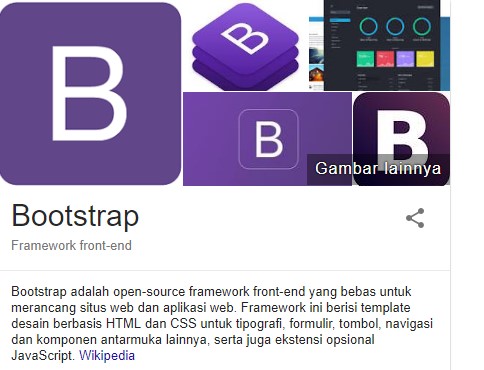 B
B
B
B
Gambar lainnya
Bootstrap
Framework front-end
Bootstrap adalah open-source framework front-end yang bebas untuk
merancang situs web dan aplikasi web. Framework ini berisi template
desain berbasis HTML dan CSS untuk tipografi, formulir, tombol, navigasi
dan komponen antarmuka lainnya, serta juga ekstensi opsional
JavaScript. Wikipedia